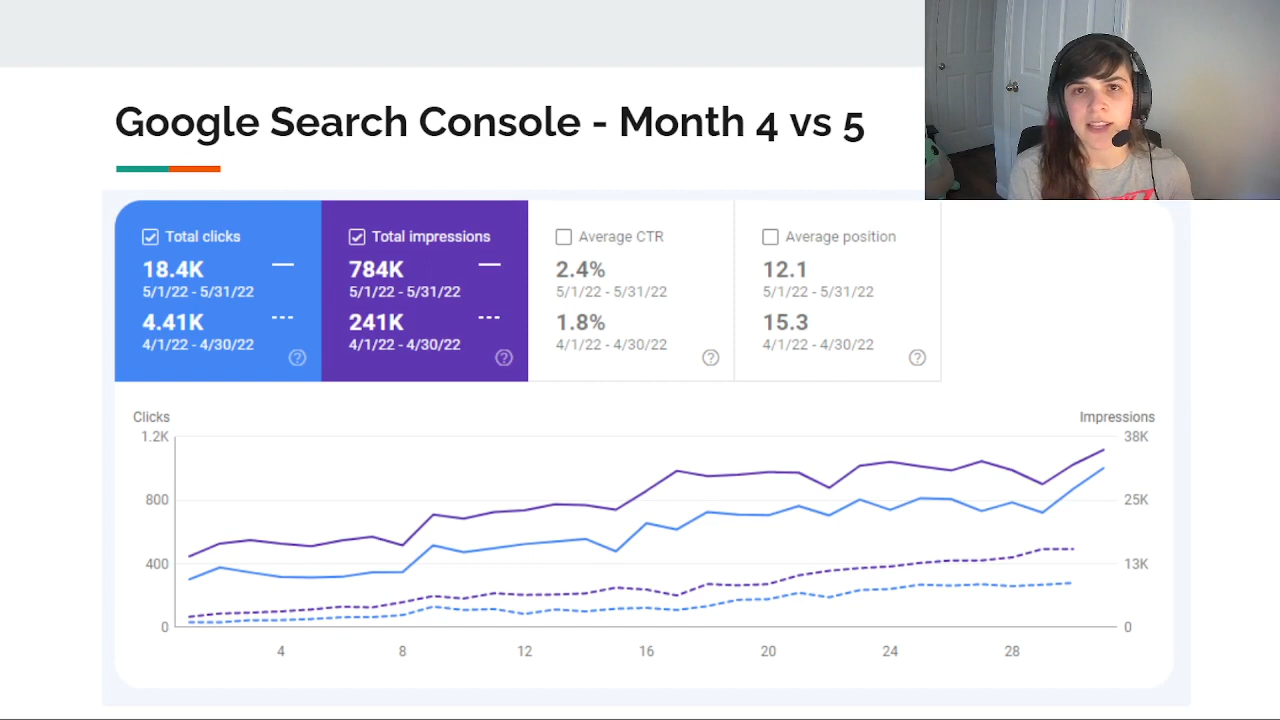 Google Search Console - Month 4 vs 5
Total clicks
18.4K
5/1/22 - 5/31/22
4.41K
4/1/22 - 4/30/22
Total impressions
784K
5/1/22 - 5/31/22
241K
4/1/22 - 4/30/22
Average CTR
2.4%
5/1/22 - 5/31/22
1.8%
4/1/22 - 4/30/22
Average position
12.1
5/1/22 - 5/31/22
15.3
4/1/22 - 4/30/22
Clicks
Impressions
1.2K
38K
800
25K
400
13K
0
0
4 8 12 16 20 24 28